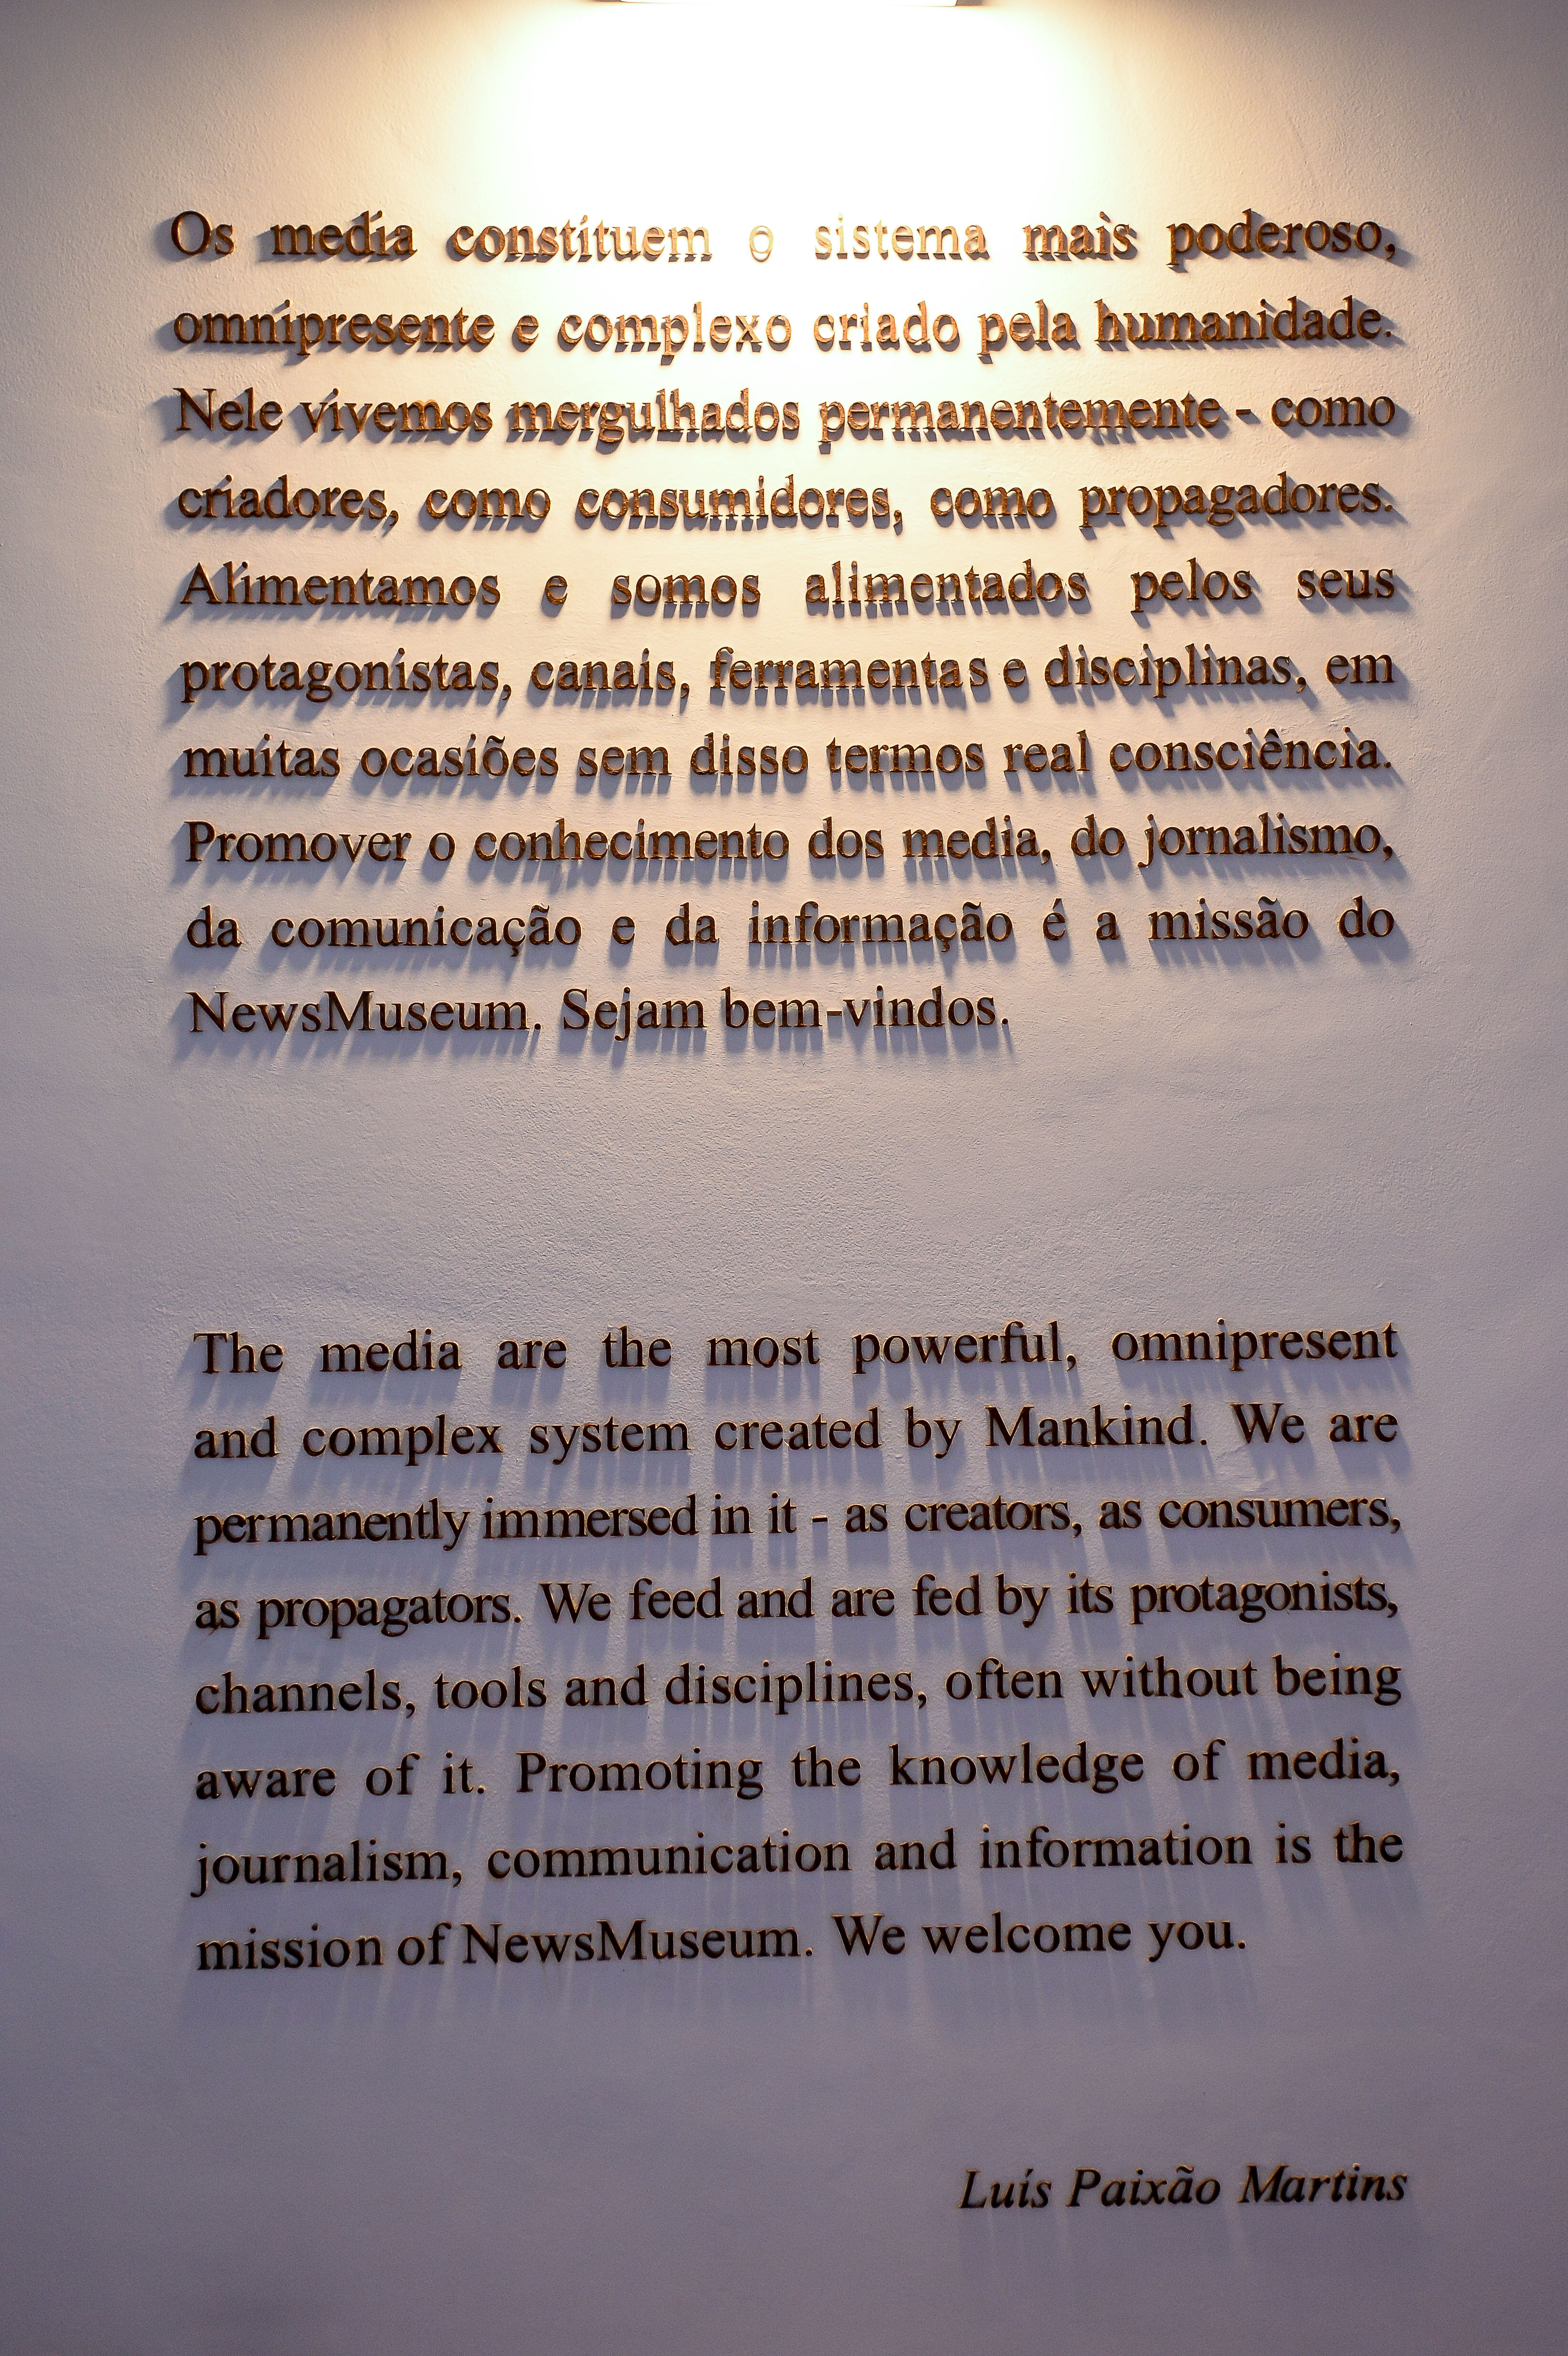 Os media constituem o sistema mais poderoso,
omnipresente e complexo criado pela humanidade.
Nele vivemos mergulhados permanentemente - como
criadores, como consumidores, como propagadores.
Alimentamos e somos alimentados pelos seus
protagonistas, canais, ferramentas e disciplinas, em
muitas ocasiões sem disso termos real consciência.
Promover o conhecimento dos media, do jornalismo,
da comunicação e da informação é a missão do
NewsMuseum. Sejam bem-vindos.
The media are the most powerful, omnipresent
and complex system created by Mankind. We are
permanently immersed in it - as creators, as consumers,
as propagators. We feed and are fed by its protagonists,
channels, tools and disciplines, often without being
aware of it. Promoting the knowledge of media,
journalism, communication and information is the
mission of NewsMuseum. We welcome you.
Luís Paixão Martins